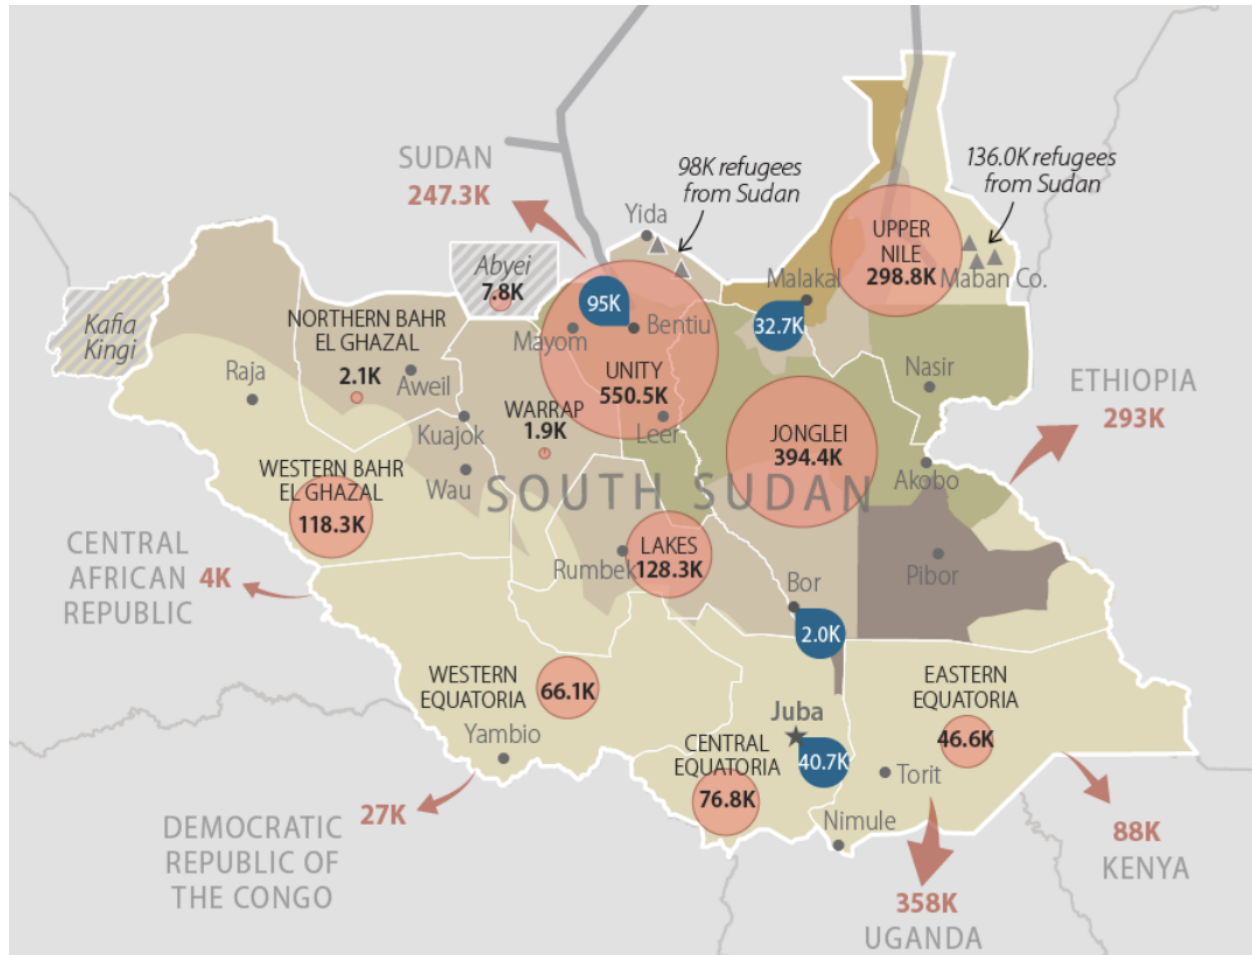 SUDAN
247.3K
98K refugees
from Sudan
136.0K refugees
from Sudan
Yida
UPPER
NILE
298.8K
Maban Co.
Malakal
32.7K
Abyei
7.8K
95K
Bentiu
Mayom
UNITY
550.5K
Leer
Kafia
Kingi
NORTHERN BAHR
EL GHAZAL
2.1K
Aweil
Raja
WARRAP
1.9K
Kuajok
Nasir
ETHIOPIA
293K
JONGLEI
394.4K
Akobo
WESTERN BAHR
EL GHAZAL
118.3K
Wau
SOUTH SUDAN
CENTRAL
AFRICAN
REPUBLIC
4K
LAKES
128.3K
Rumbek
Bor
2.0K
Pibor
WESTERN
EQUATORIA
66.1K
Yambio
Juba
40.7K
CENTRAL
EQUATORIA
76.8K
EASTERN
EQUATORIA
46.6K
Torit
Nimule
27K
DEMOCRATIC
REPUBLIC OF
THE CONGO
88K
KENYA
358K
UGANDA